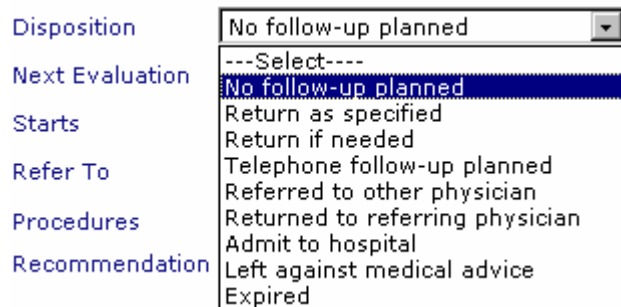 Disposition No follow-up planned
---Select----
Next Evaluation No follow-up planned
Starts Return as specified
Return if needed
Refer To Telephone follow-up planned
Referred to other physician
Procedures Returned to referring physician
Admit to hospital
Recommendation Left against medical advice
Expired